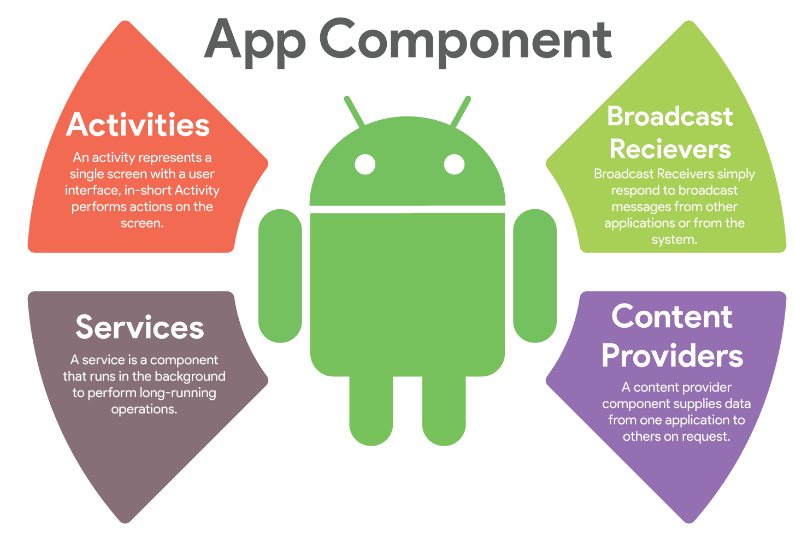 App Component
Activities
An activity represents a
single screen with a user
interface, in-short Activity
performs actions on the
screen.
Broadcast
Recievers
Broadcast Receivers simply
respond to broadcast
messages from other
applications or from the
system.
Services
A service is a component
that runs in the background
to perform long-running
operations.
Content
Providers
A content provider
component supplies data
from one application to
others on request.